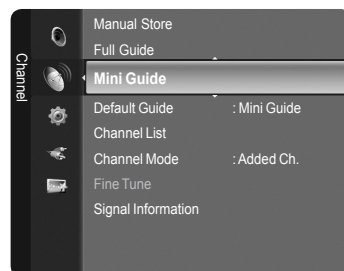 Channel
Manual Store
Full Guide
Mini Guide
Default Guide : Mini Guide
Channel List
Channel Mode : Added Ch.
Fine Tune
Signal Information